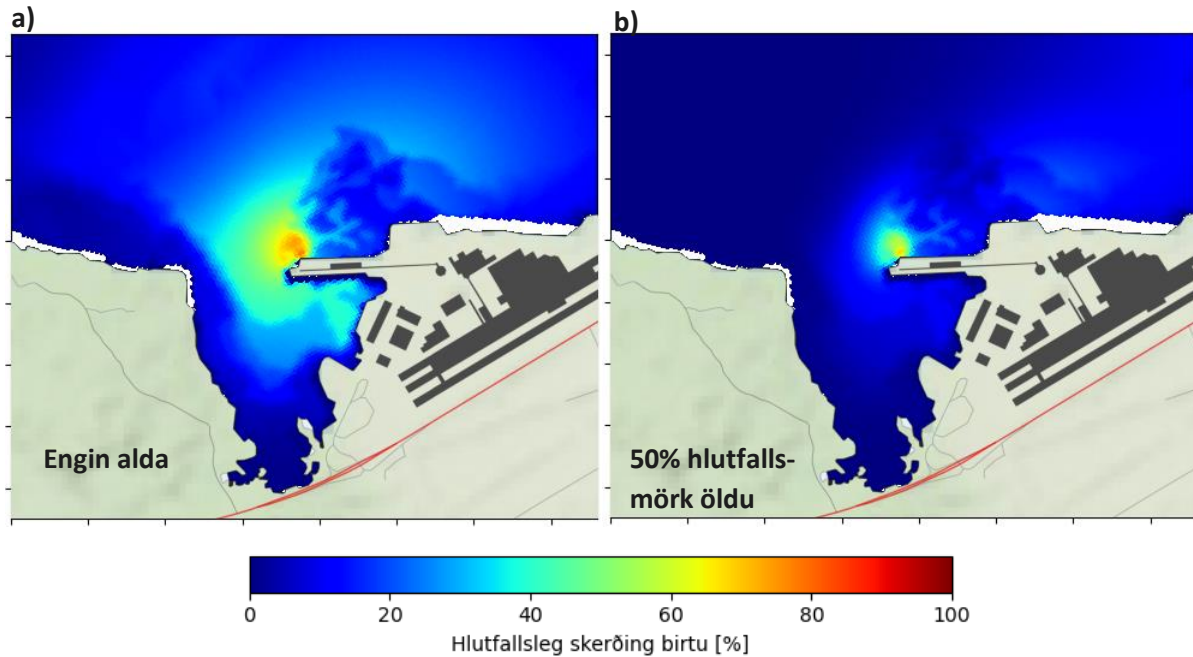 a)
b)
Engin alda
50% hlutfalls-
mörk öldu
0 20 40 60 80 100
Hlutfallsleg skerðing birtu [%]